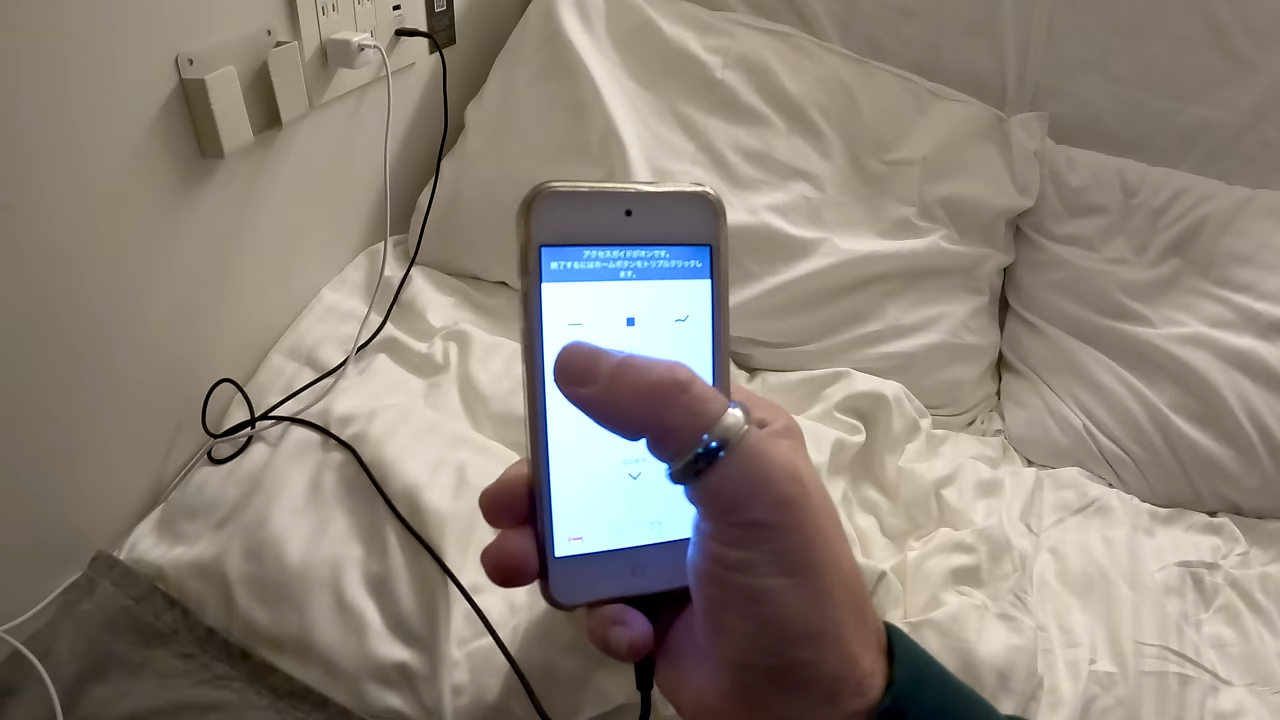 アクセスガイドがオンです。
終了するにはホームボタンをトリプルクリックし
ます。
DOWN